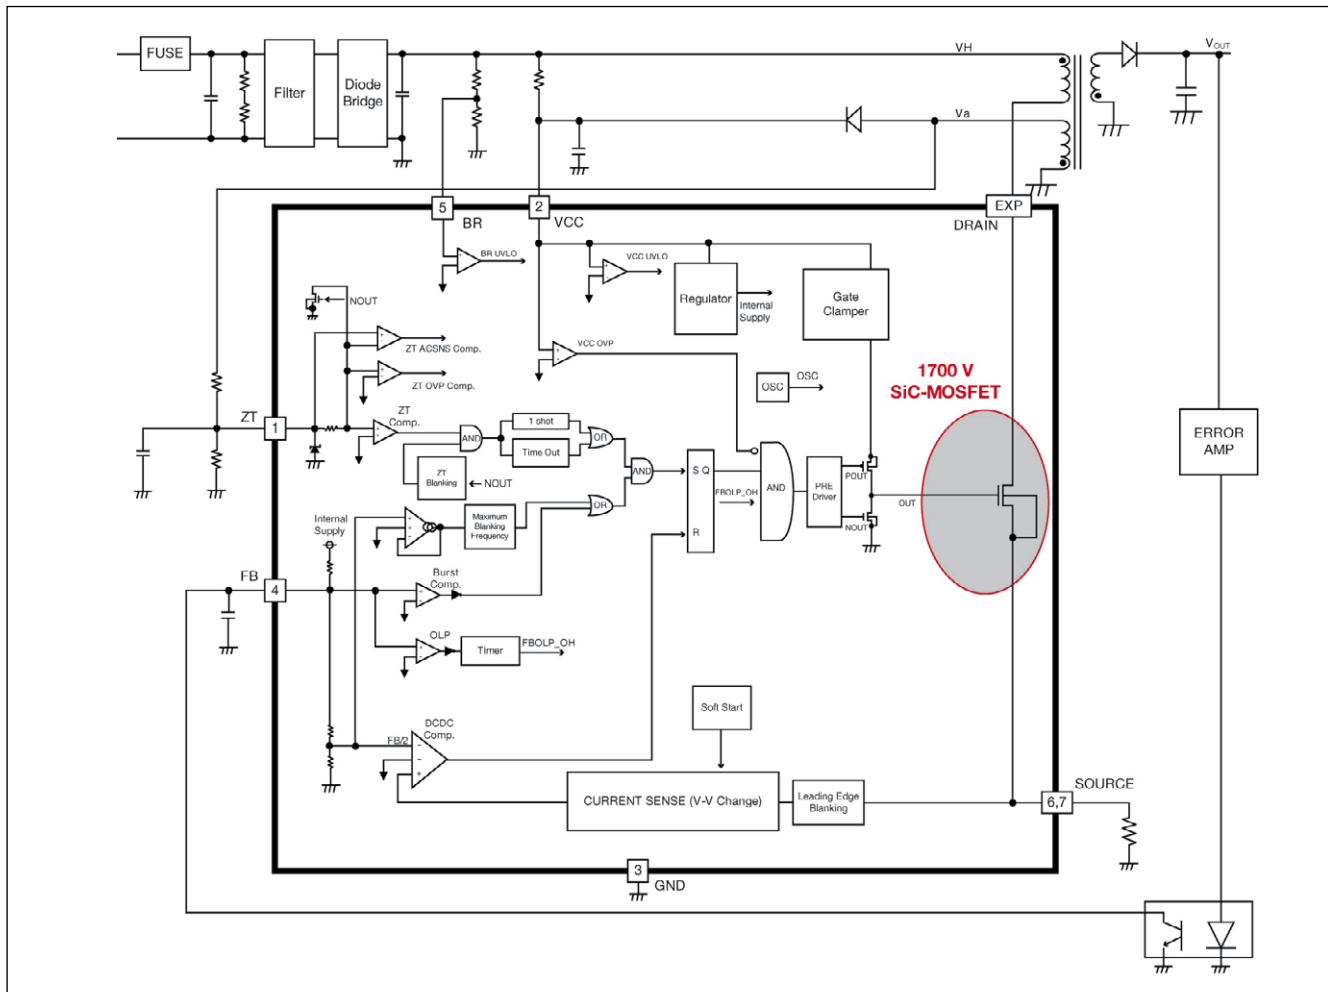 FUSE
Filter
Diode
Bridge
VH
Va
VOUT
5
BR
2
VCC
EXP
DRAIN
BR UVLO
VCC UVLO
Regulator
Internal
Supply
Gate
Clamper
NOUT
ZT ACSNS Comp.
ZT OVP Comp.
VCC OVP
OSC
OSC
1700 V
SiC-MOSFET
ZT
1
ZT
Comp.
AND
1 shot
Time Out
OR
ZT
Blanking
NOUT
AND
OR
S Q
R
FBOLP_OH
AND
PRE
Driver
POUT
NOUT
OUT
ERROR
AMP
Internal
Supply
Maximum
Blanking
Frequency
FB
4
Burst
Comp.
OLP
Timer
FBOLP_OH
Soft Start
FB/2
DCDC
Comp.
CURRENT SENSE (V-V Change)
Leading Edge
Blanking
SOURCE
6,7
3
GND